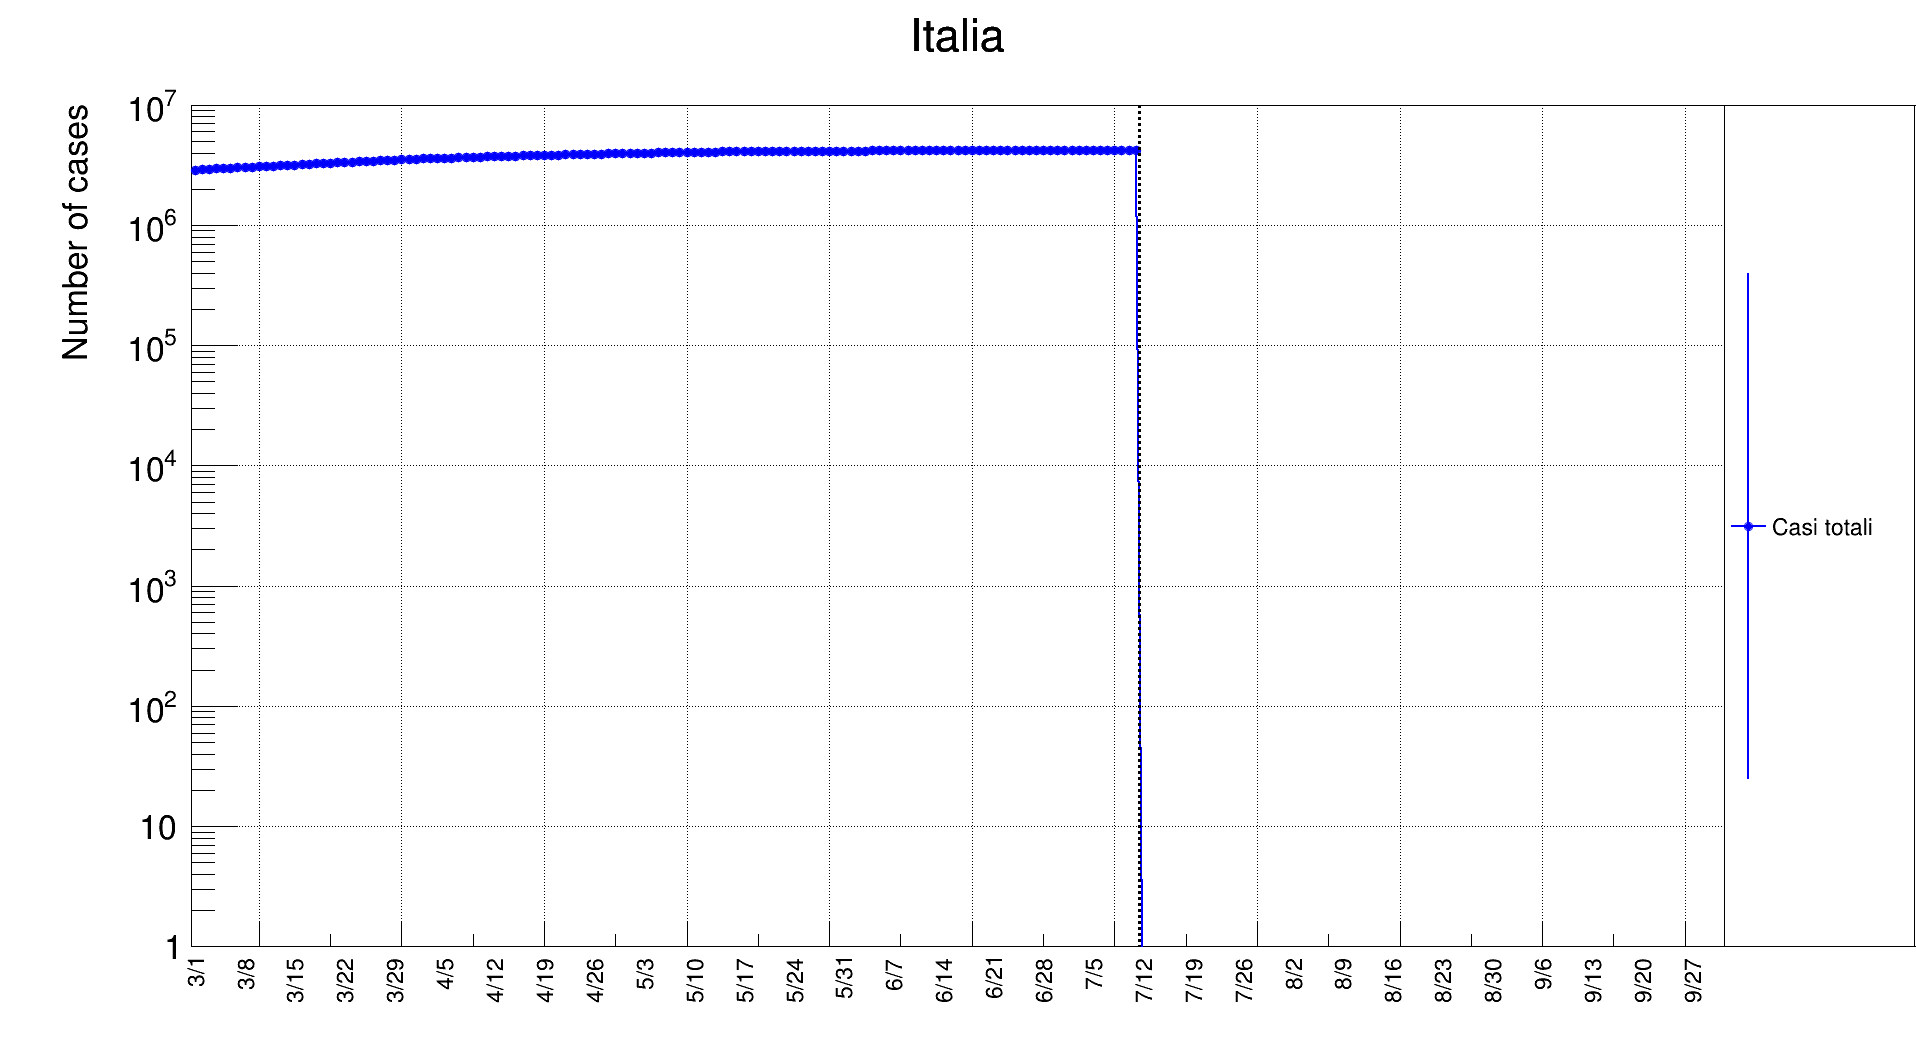 Italia
Number of cases
10^7
10^6
10^5
10^4
10^3
10^2
10
1
3/1 3/8 3/15 3/22 3/29 4/5 4/12 4/19 4/26 5/3 5/10 5/17 5/24 5/31 6/7 6/14 6/21 6/28 7/5 7/12 7/19 7/26 8/2 8/9 8/16 8/23 8/30 9/6 9/13 9/20 9/27
Casi totali